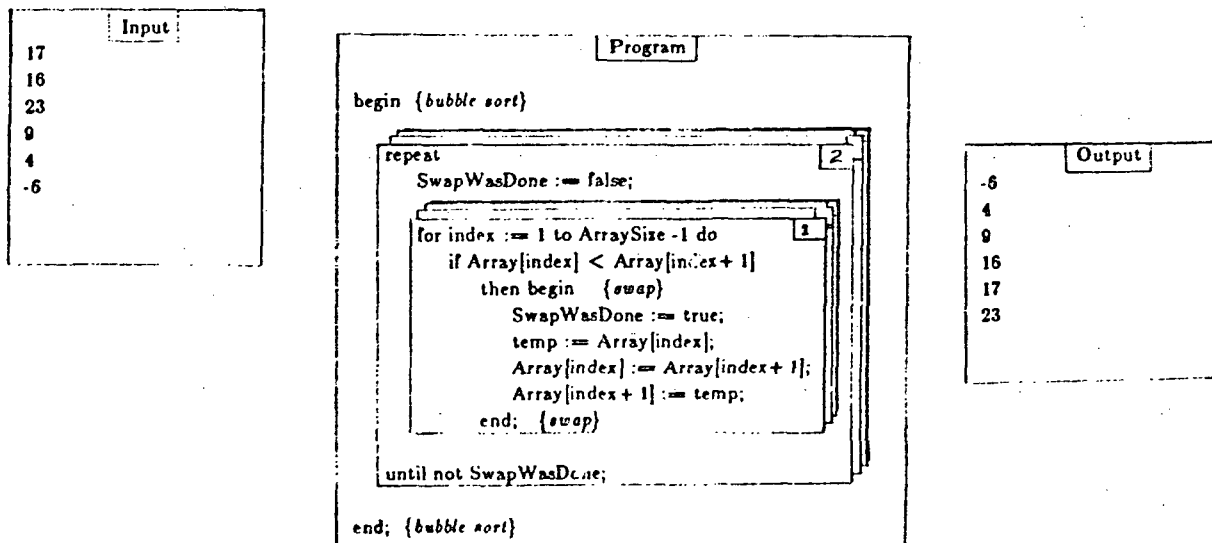 Input
17
16
23
9
4
-6
Program
begin {bubble sort}
repeat
2
SwapWasDone := false;
for index := 1 to ArraySize -1 do
1
if Array[index] < Array[index+ 1]
then begin {swap}
SwapWasDone := true;
temp := Array[index];
Array[index] := Array[index+ 1];
Array[index + 1] := temp;
end; {swap}
until not SwapWasDone;
end; {bubble sort}
Output
-6
4
9
16
17
23